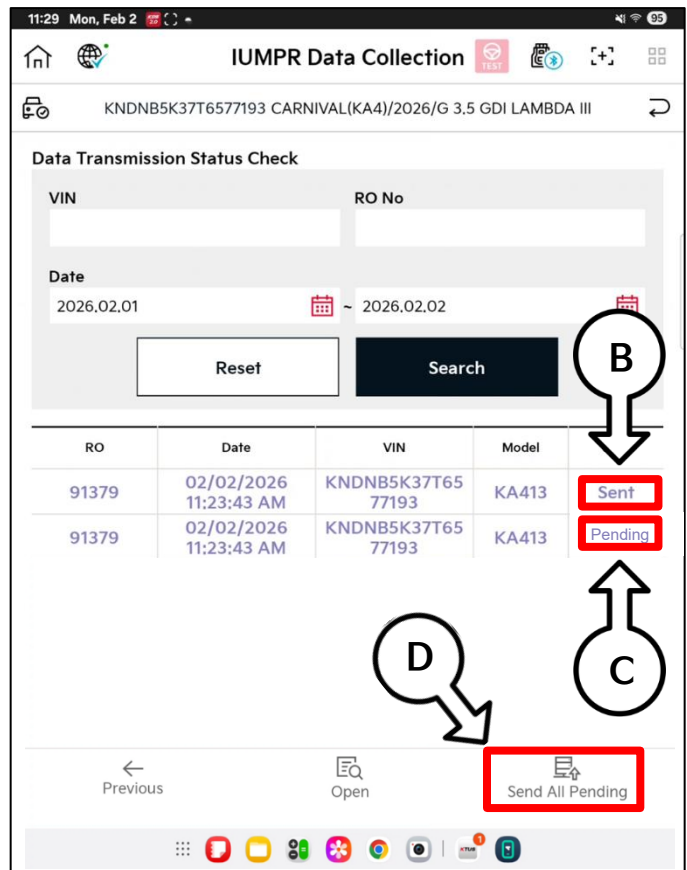 11:29 Mon, Feb 2 95
IUMPR Data Collection TEST [+]
KNDNB5K37T6577193 CARNIVAL(KA4)/2026/G 3.5 GDI LAMBDA III
Data Transmission Status Check
VIN RO No
Date
2026.02.01 ~ 2026.02.02
Reset Search
B
RO Date VIN Model
91379 02/02/2026 11:23:43 AM KNDNB5K37T65 77193 KA413 Sent
91379 02/02/2026 11:23:43 AM KNDNB5K37T65 77193 KA413 Pending
D
C
Previous Open Send All Pending
1